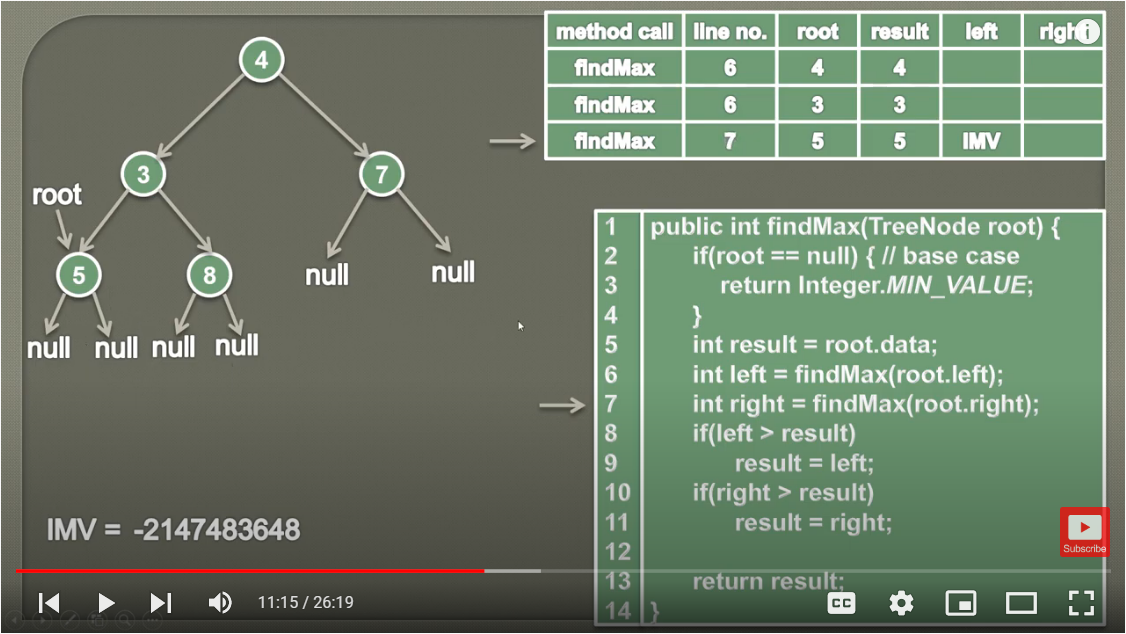 4
3
7
root
5
8
null
null
null
null
null
null
IMV = -2147483648
method call line no. root result left
findMax 6 4 4
findMax 6 3 3
findMax 7 5 5 IMV
1 public int findMax(TreeNode root) {
2 if(root == null) { // base case
3 return Integer.MIN_VALUE;
4 }
5 int result = root.data;
6 int left = findMax(root.left);
7 int right = findMax(root.right);
8 if(left > result)
9 result = left;
10 if(right > result)
11 result = right;
12
13 return result;
14 }
Subscribe
11:15 / 26:19
CC